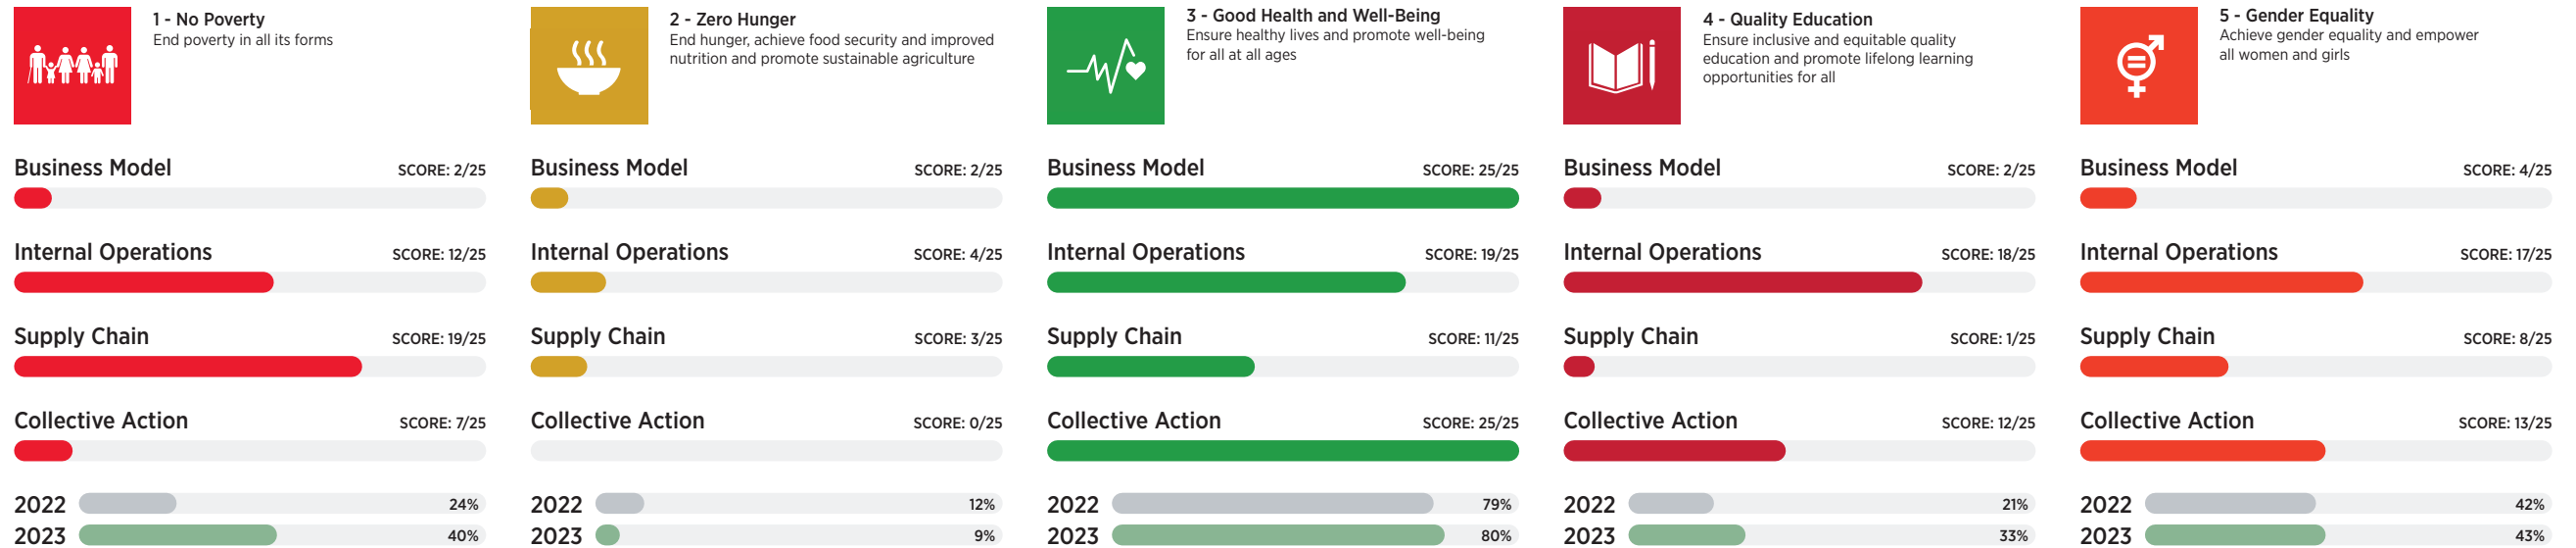 1 - No Poverty
End poverty in all its forms
Business Model
SCORE: 2/25
Internal Operations
SCORE: 12/25
Supply Chain
SCORE: 19/25
Collective Action
SCORE: 7/25
2022
24%
2023
40%
2 - Zero Hunger
End hunger, achieve food security and improved
nutrition and promote sustainable agriculture
Business Model
SCORE: 2/25
Internal Operations
SCORE: 4/25
Supply Chain
SCORE: 3/25
Collective Action
SCORE: 0/25
2022
12%
2023
9%
3 - Good Health and Well-Being
Ensure healthy lives and promote well-being
for all at all ages
Business Model
SCORE: 25/25
Internal Operations
SCORE: 19/25
Supply Chain
SCORE: 11/25
Collective Action
SCORE: 25/25
2022
79%
2023
80%
4 - Quality Education
Ensure inclusive and equitable quality
education and promote lifelong learning
opportunities for all
Business Model
SCORE: 2/25
Internal Operations
SCORE: 18/25
Supply Chain
SCORE: 1/25
Collective Action
SCORE: 12/25
2022
21%
2023
33%
5 - Gender Equality
Achieve gender equality and empower
all women and girls
Business Model
SCORE: 4/25
Internal Operations
SCORE: 17/25
Supply Chain
SCORE: 8/25
Collective Action
SCORE: 13/25
2022
42%
2023
43%